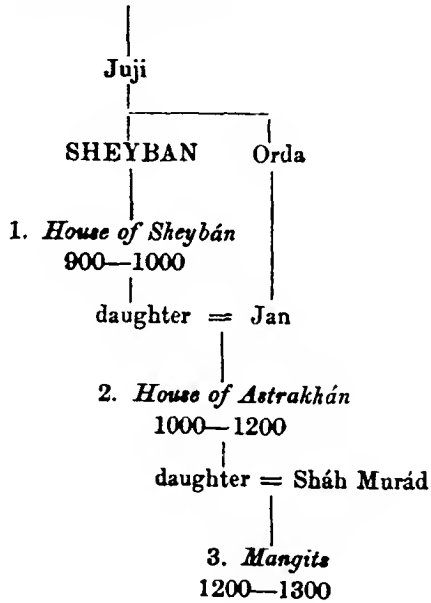 Juji
SHEYBAN Orda
1. House of Sheybán
900—1000
daughter = Jan
2. House of Astrakhán
1000—1200
daughter = Sháh Murád
3. Mangits
1200—1300